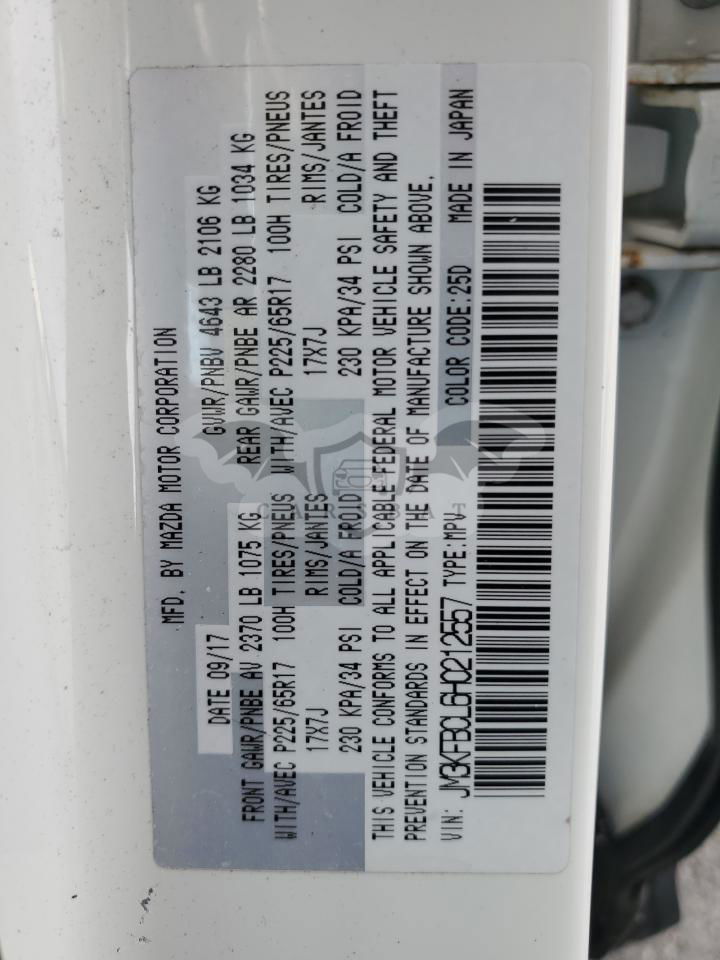 MFD. BY MAZDA MOTOR CORPORATION
DATE 09/17 GVWR/PNBV 4643 LB 2106 KG
FRONT GAWR/PNBE AV 2370 LB 1075 KG REAR GAWR/PNBE AR 2280 LB 1034 KG
WITH/AVEC P225/65R17 100H TIRES/PNEUS WITH/AVEC P225/65R17 100H TIRES/PNEUS
17X7J RIMS/JANTES 17X7J RIMS/JANTES
230 KPA/34 PSI COLD/A FROID 230 KPA/34 PSI COLD/A FROID
THIS VEHICLE CONFORMS TO ALL APPLICABLE FEDERAL MOTOR VEHICLE SAFETY AND THEFT
PREVENTION STANDARDS IN EFFECT ON THE DATE OF MANUFACTURE SHOWN ABOVE.
VIN: JM3KFBCL6H0212557 TYPE:MPV COLOR CODE:25D MADE IN JAPAN
CARSBAT